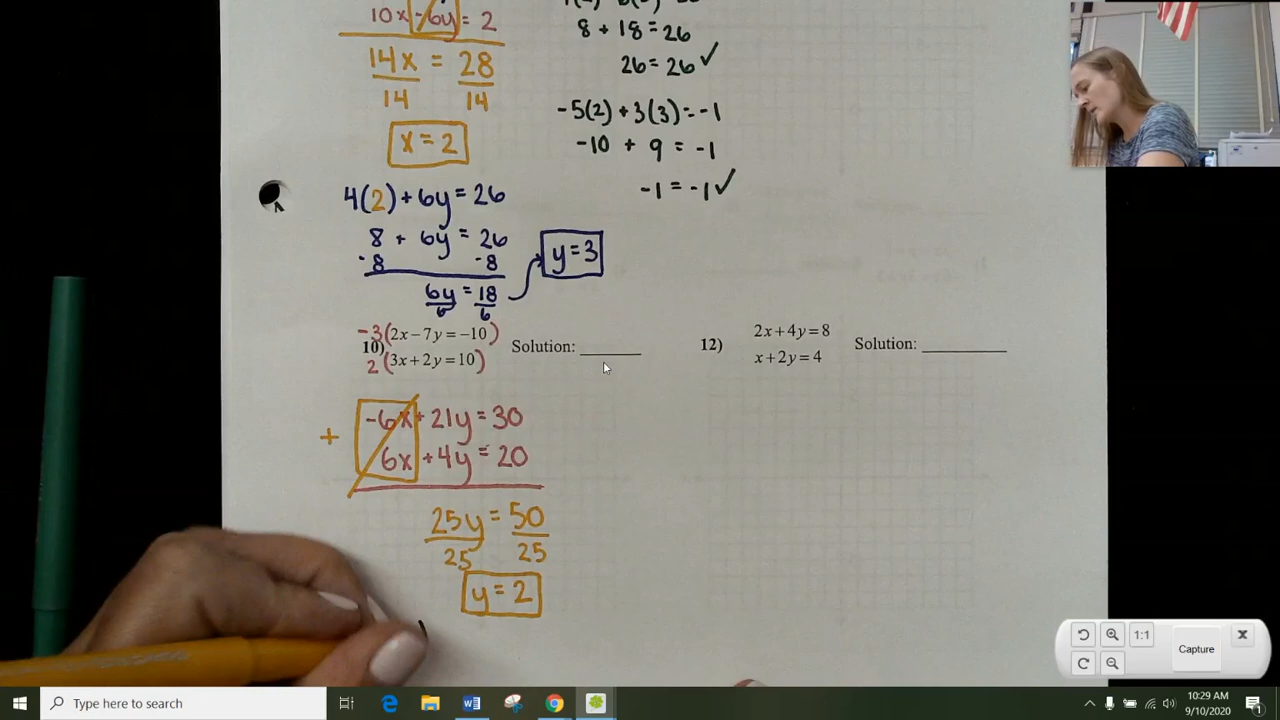 10x - 6y = 2
14x = 28
14 14
x = 2
8 + 18 = 26
26 = 26 ✓
-5(2) + 3(3) = -1
-10 + 9 = -1
-1 = -1 ✓
4(2) + 6y = 26
8 + 6y = 26
-8 -8
6y = 18
6 6
y = 3
-3(2x-7y=-10)
10)
2(3x+2y=10)
Solution: ______
-6x + 21y = 30
+ 6x + 4y = 20
25y = 50
25 25
y = 2
12)
2x+4y=8
x+2y=4
Solution: ________
1:1
Capture
X
Type here to search
10:29 AM
9/10/2020
1